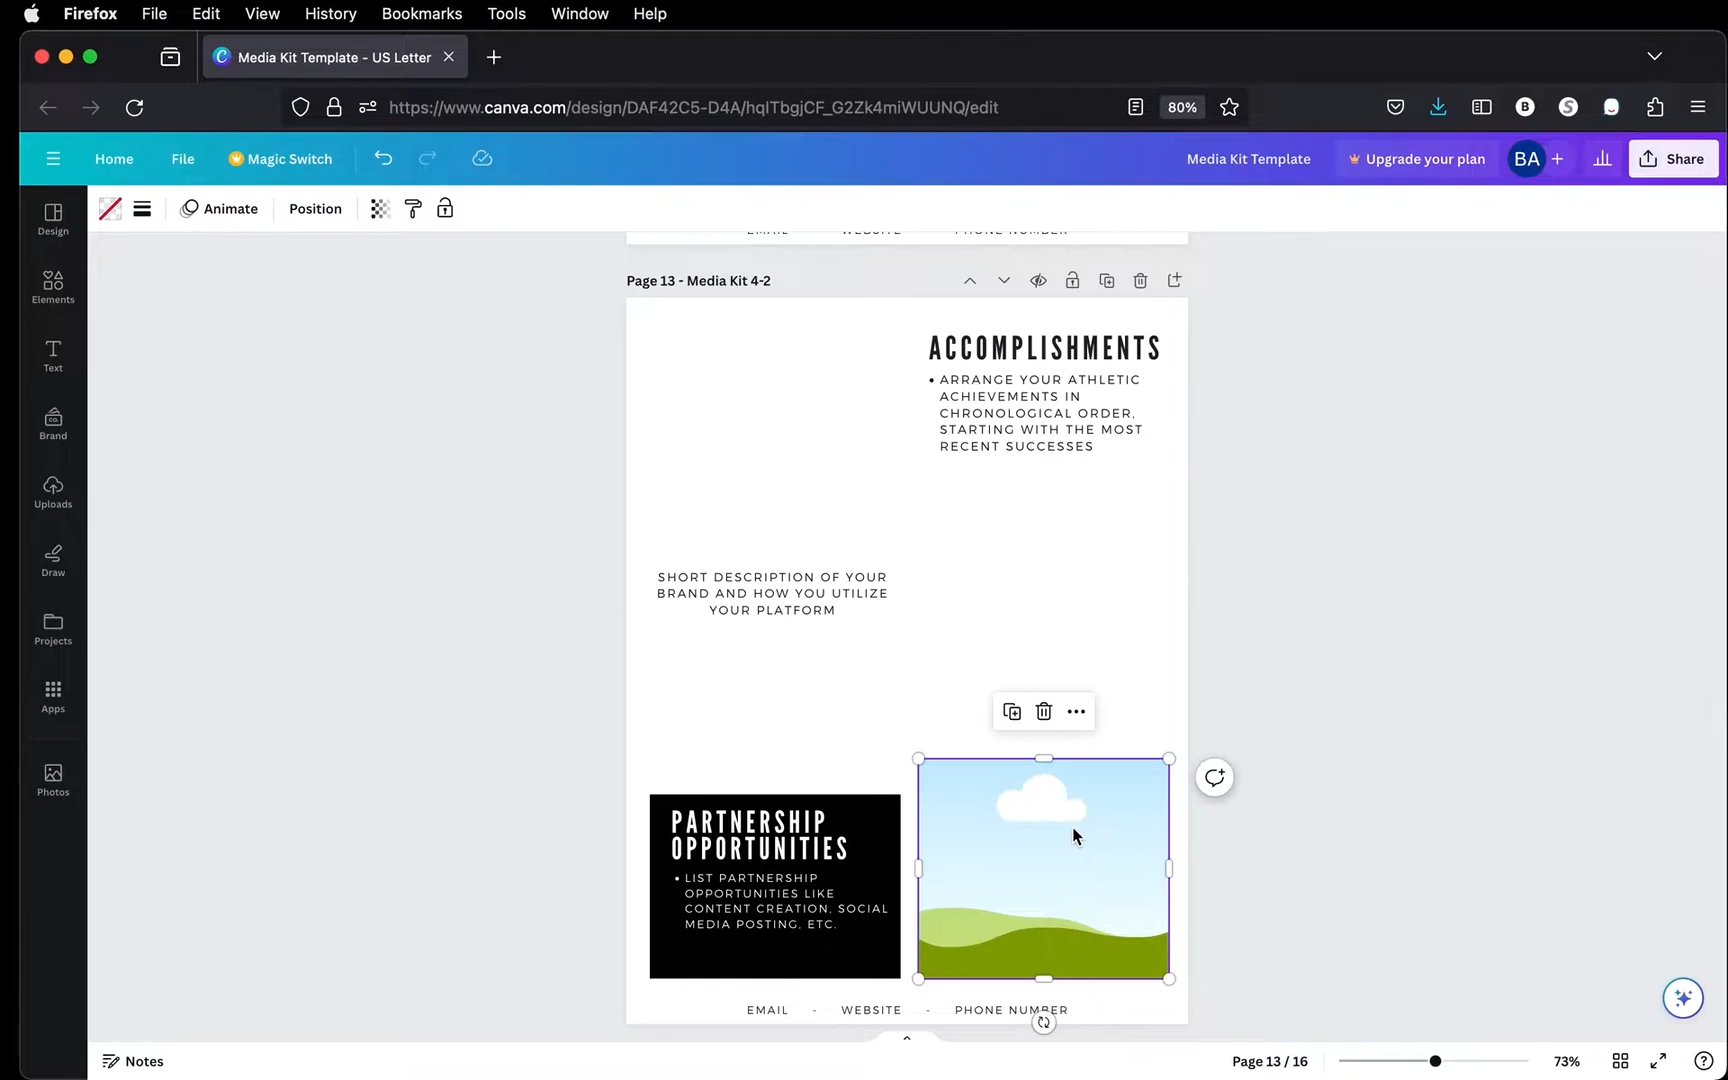 Firefox File Edit View History Bookmarks Tools Window Help
Media Kit Template - US Letter
https://www.canva.com/design/DAF42C5-D4A/hqITbgjCF_G2Zk4miWUUNQ/edit
80%
B
S
Home File Magic Switch
Media Kit Template
Upgrade your plan
BA
Share
Animate
Position
Design
Elements
Text
Brand
Uploads
Draw
Projects
Apps
Photos
EMAIL WEBSITE PHONE NUMBER
Page 13 - Media Kit 4-2
ACCOMPLISHMENTS
• ARRANGE YOUR ATHLETIC
ACHIEVEMENTS IN
CHRONOLOGICAL ORDER,
STARTING WITH THE MOST
RECENT SUCCESSES
SHORT DESCRIPTION OF YOUR
BRAND AND HOW YOU UTILIZE
YOUR PLATFORM
PARTNERSHIP
OPPORTUNITIES
• LIST PARTNERSHIP
OPPORTUNITIES LIKE
CONTENT CREATION, SOCIAL
MEDIA POSTING, ETC.
EMAIL - WEBSITE - PHONE NUMBER
Notes
Page 13 / 16
73%